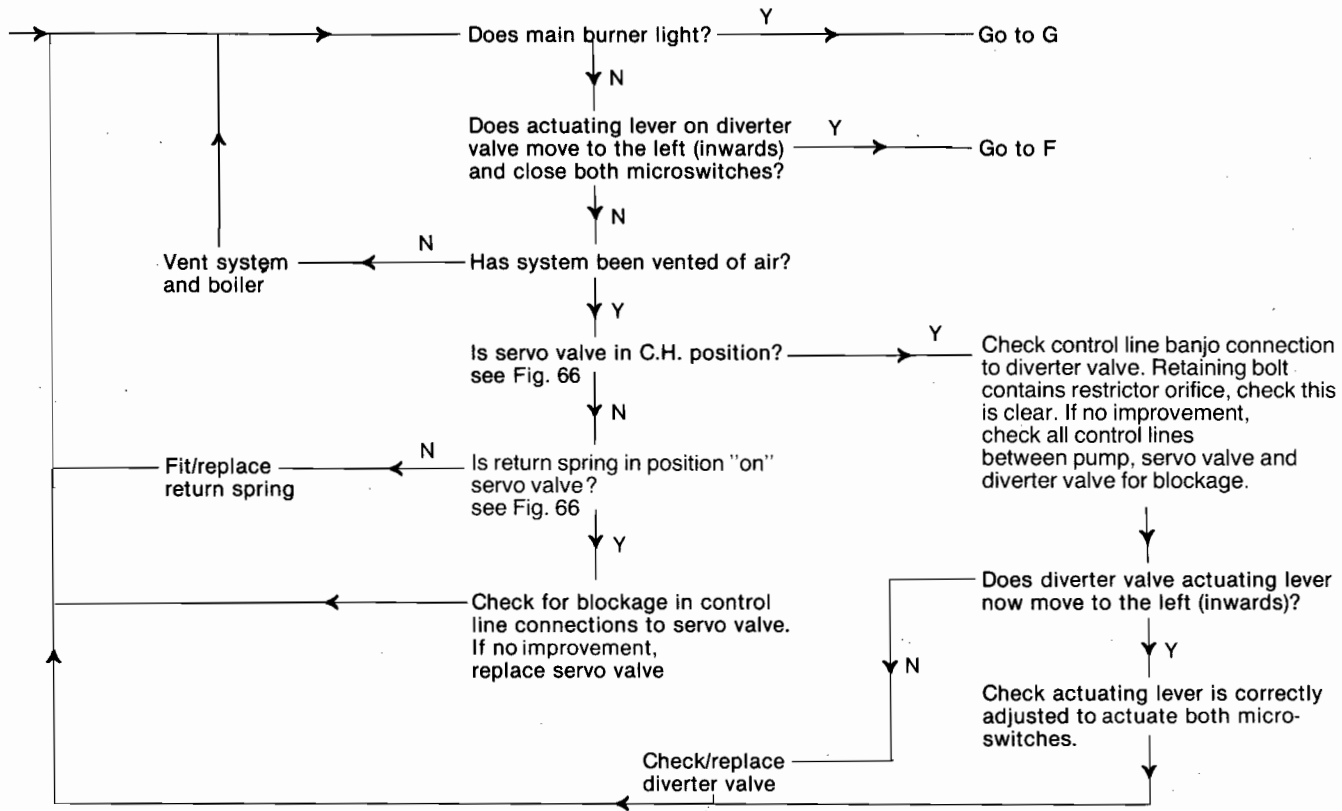 Does main burner light?
Y
Go to G
N
Does actuating lever on diverter
valve move to the left (inwards)
and close both microswitches?
Y
Go to F
N
Vent system
and boiler
N
Has system been vented of air?
Y
Is servo valve in C.H. position?
see Fig. 66
Y
Check control line banjo connection
to diverter valve. Retaining bolt
contains restrictor orifice, check this
is clear. If no improvement,
check all control lines
between pump, servo valve and
diverter valve for blockage.
N
Fit/replace
return spring
N
Is return spring in position "on"
servo valve?
see Fig. 66
Y
Check for blockage in control
line connections to servo valve.
If no improvement,
replace servo valve
Does diverter valve actuating lever
now move to the left (inwards)?
N
Y
Check actuating lever is correctly
adjusted to actuate both micro-
switches.
Check/replace
diverter valve